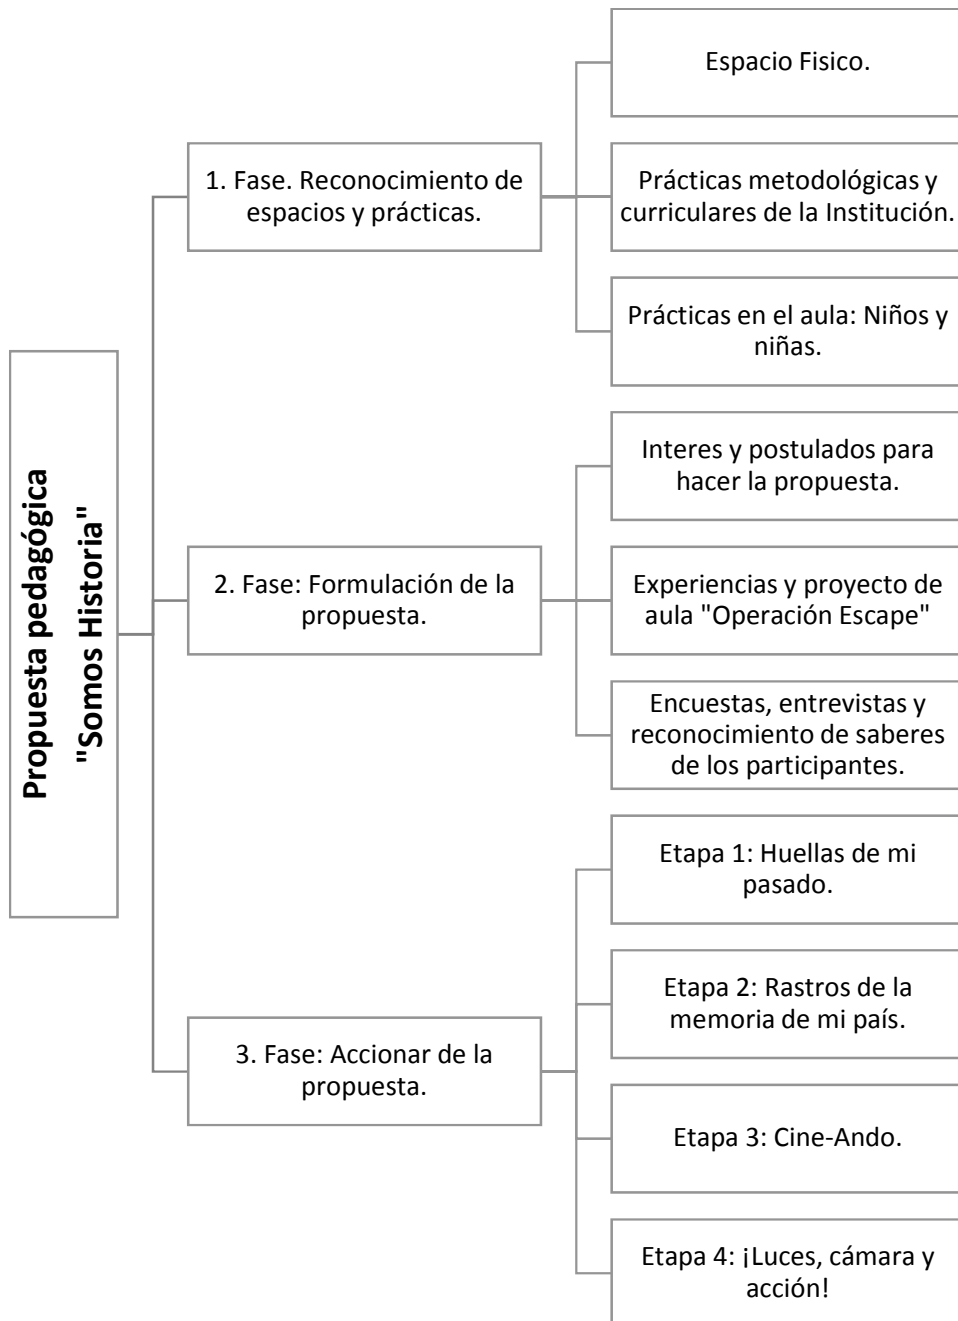 Propuesta pedagógica
"Somos Historia"
1. Fase. Reconocimiento de
espacios y prácticas.
Espacio Fisico.
Prácticas metodológicas y
curriculares de la Institución.
Prácticas en el aula: Niños y
niñas.
2. Fase: Formulación de la
propuesta.
Interes y postulados para
hacer la propuesta.
Experiencias y proyecto de
aula "Operación Escape"
Encuestas, entrevistas y
reconocimiento de saberes
de los participantes.
3. Fase: Accionar de la
propuesta.
Etapa 1: Huellas de mi
pasado.
Etapa 2: Rastros de la
memoria de mi país.
Etapa 3: Cine-Ando.
Etapa 4: ¡Luces, cámara y
acción!